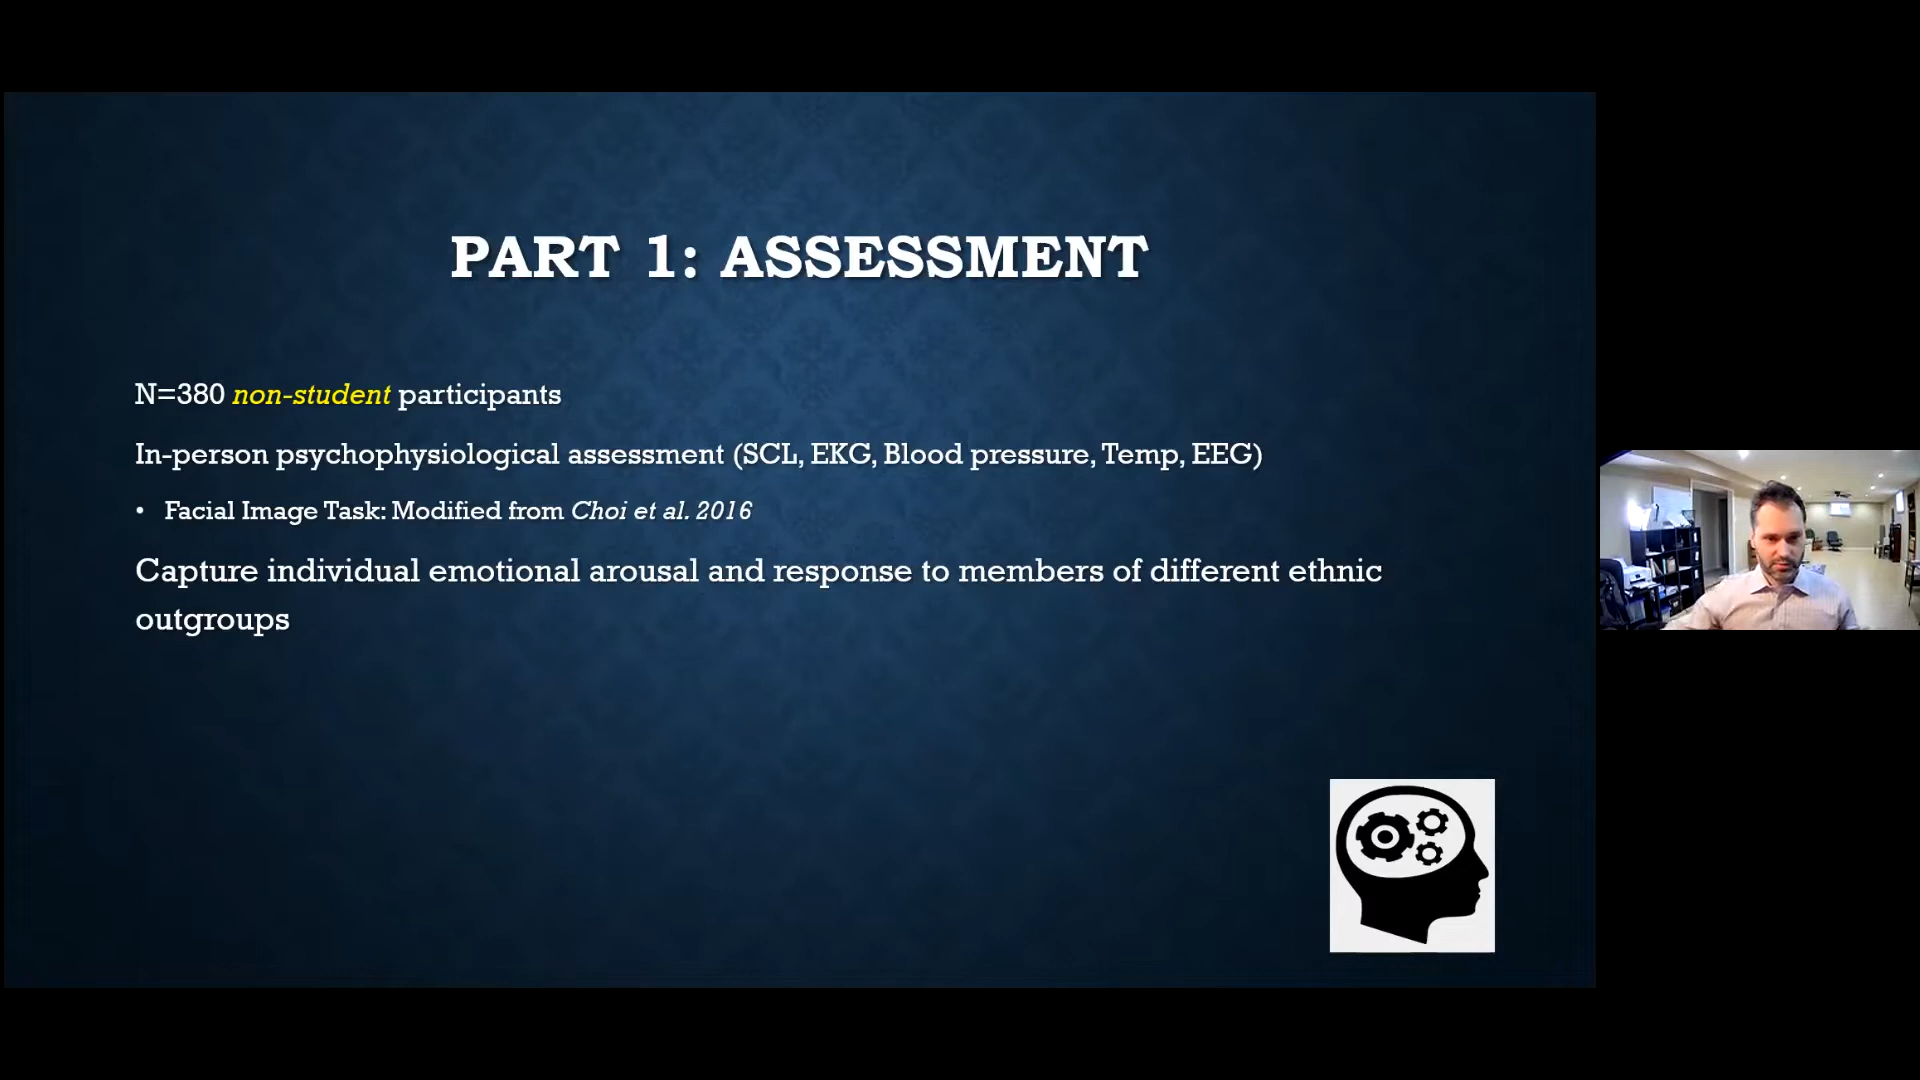 PART 1: ASSESSMENT
N=380 non-student participants
In-person psychophysiological assessment (SCL, EKG, Blood pressure, Temp, EEG)
• Facial Image Task: Modified from Choi et al. 2016
Capture individual emotional arousal and response to members of different ethnic
outgroups